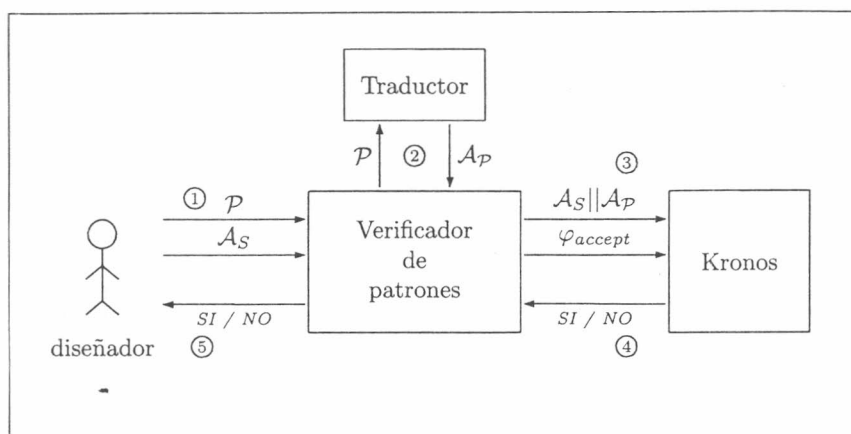 Traductor
𝒫 ② 𝒜_𝒫
① 𝒫
𝒜_S
Verificador
de
patrones
③
𝒜_S||𝒜_𝒫
φ_accept
Kronos
SI / NO
⑤
SI / NO
④
diseñador